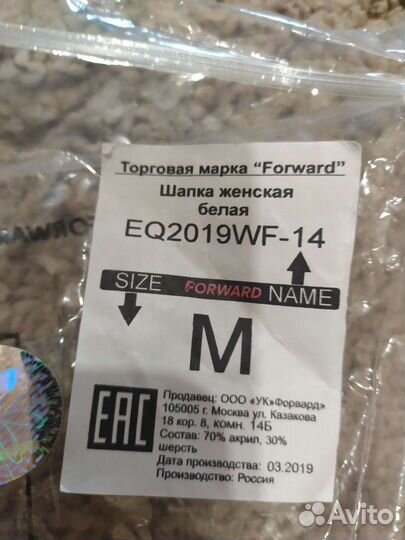 Торговая марка “Forward”
Шапка женская
белая
EQ2019WF-14
SIZE FORWARD NAME
M
EAC
Продавец: ООО «УК»Форвард»
105005 г. Москва ул. Казакова
18 кор. 8, комн. 14Б
Состав: 70% акрил, 30%
шерсть
Дата производства: 03.2019
Производство: Россия
FORWAR
Avito